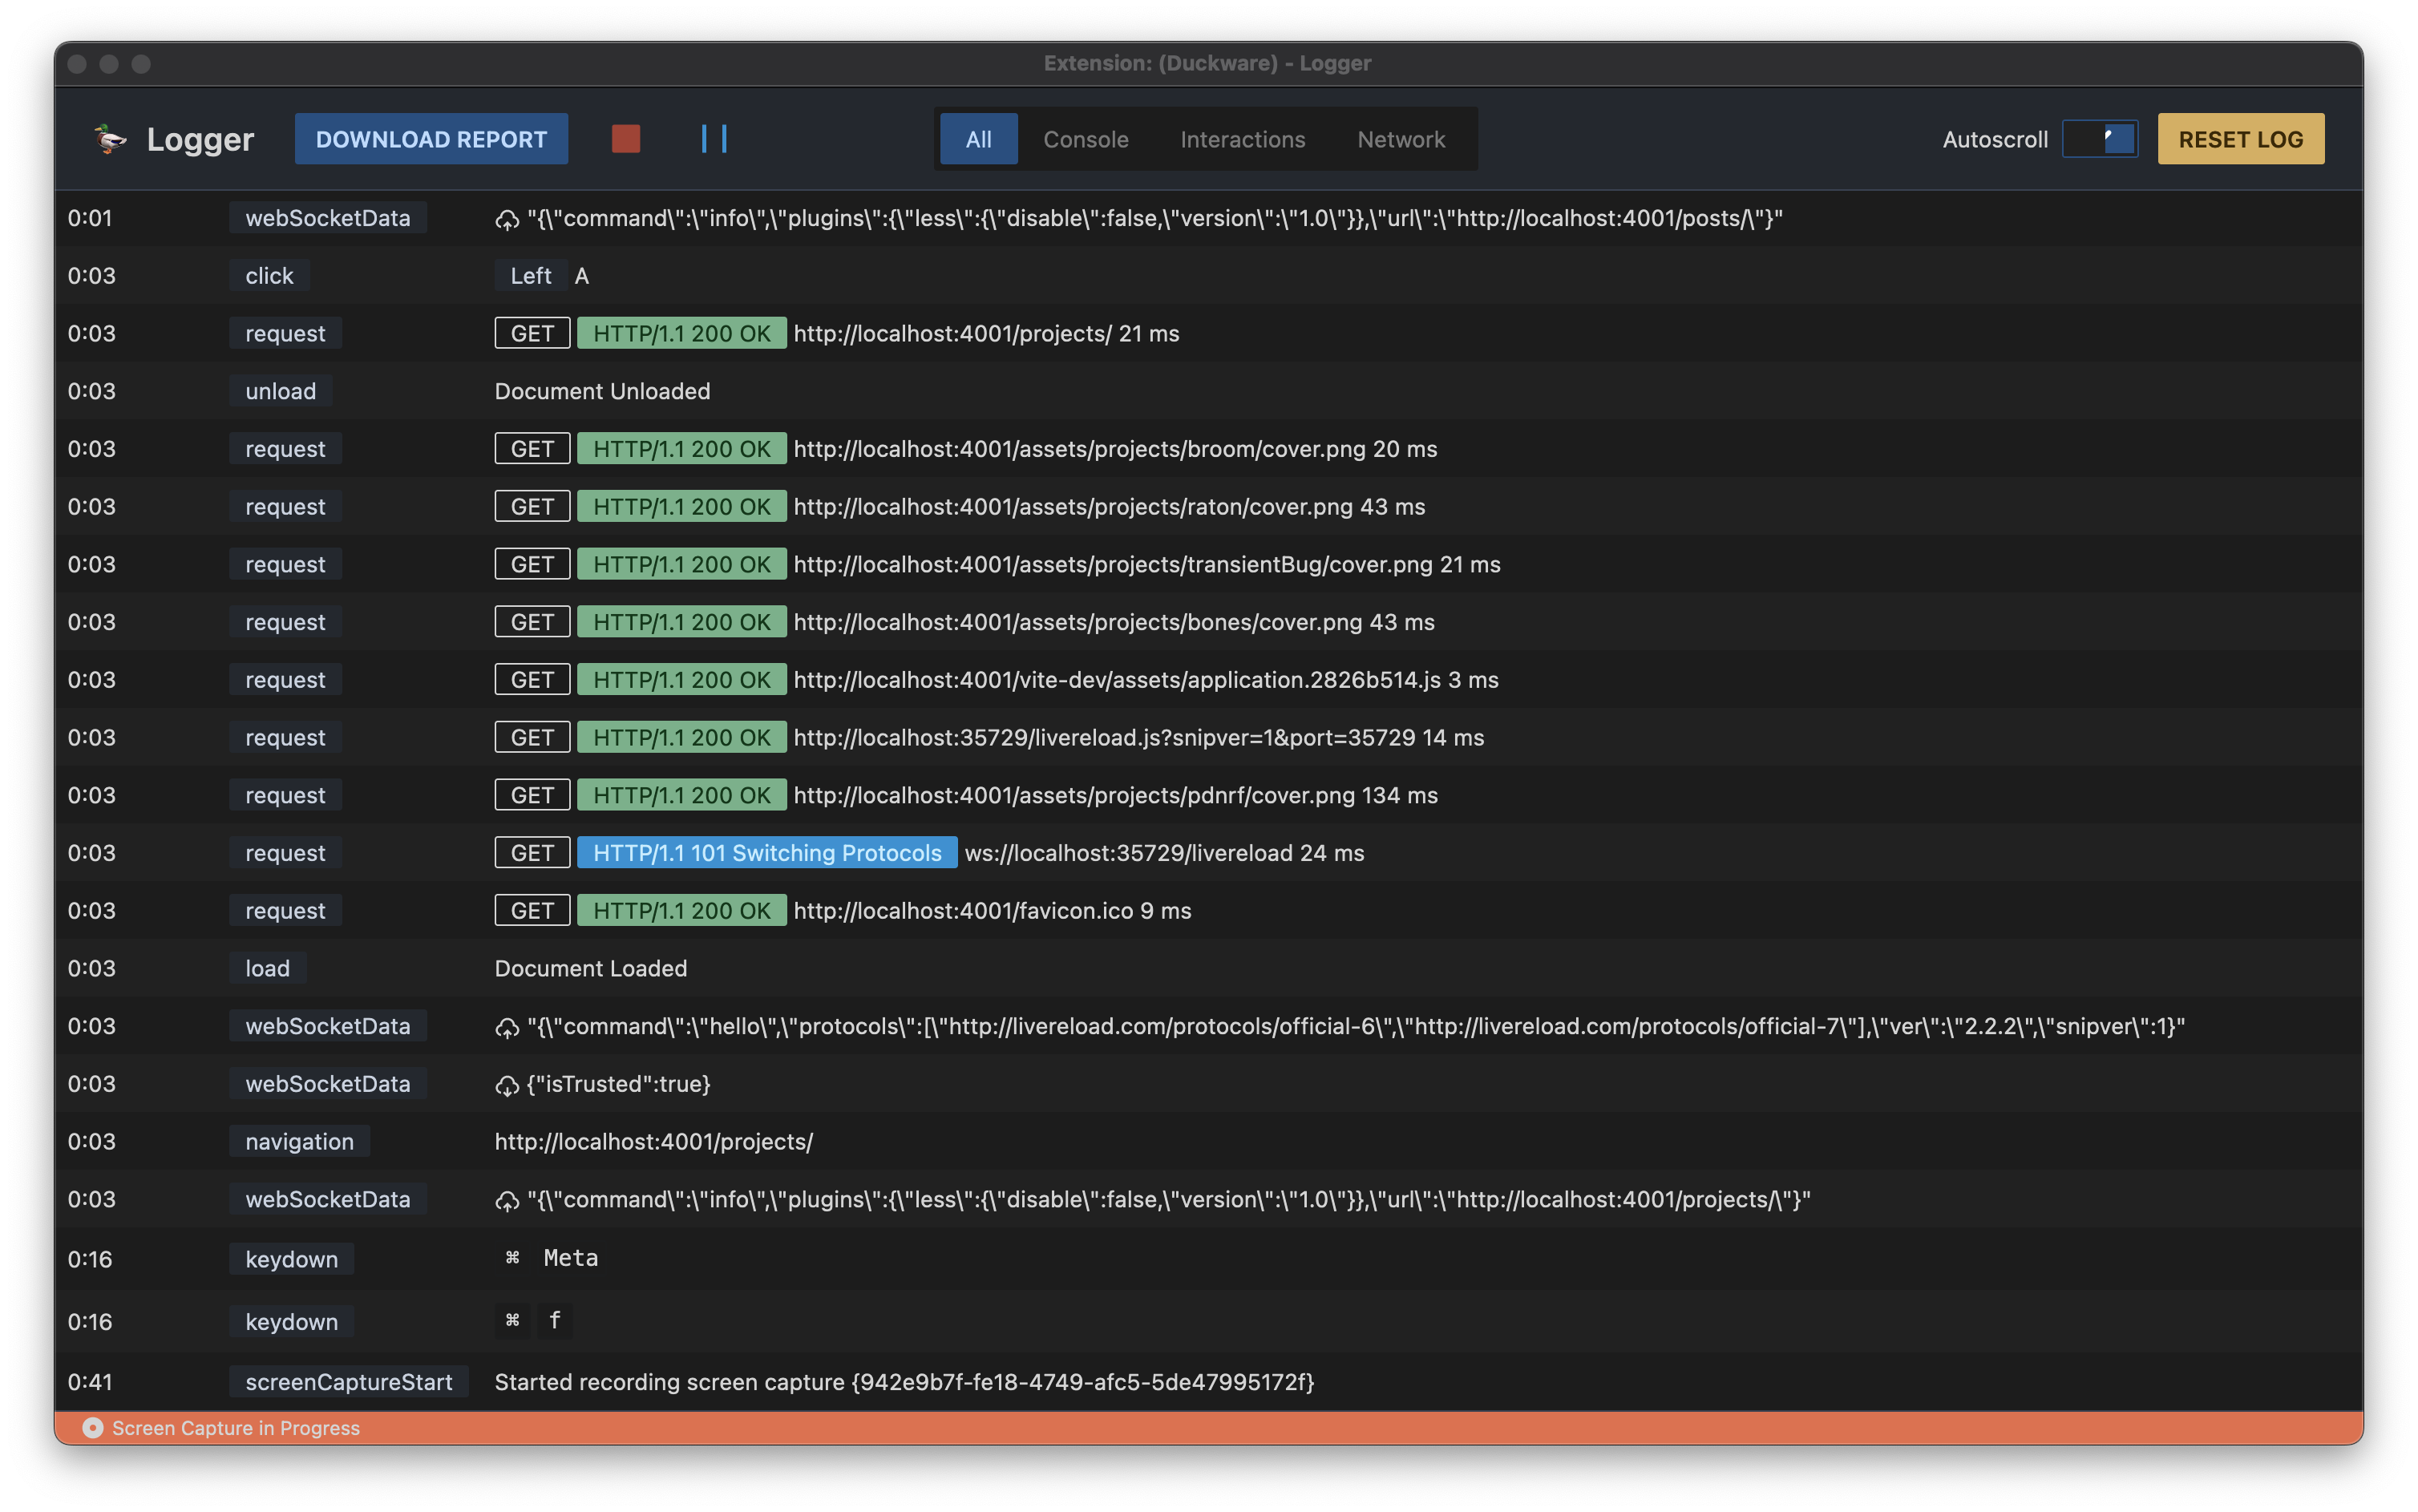 Extension: (Duckware) - Logger
Logger DOWNLOAD REPORT All Console Interactions Network Autoscroll RESET LOG
0:01 webSocketData "{\"command\":\"info\",\"plugins\":{\"less\":{\"disable\":false,\"version\":\"1.0\"}},\"url\":\"http://localhost:4001/posts/\"}"
0:03 click Left A
0:03 request GET HTTP/1.1 200 OK http://localhost:4001/projects/ 21 ms
0:03 unload Document Unloaded
0:03 request GET HTTP/1.1 200 OK http://localhost:4001/assets/projects/broom/cover.png 20 ms
0:03 request GET HTTP/1.1 200 OK http://localhost:4001/assets/projects/raton/cover.png 43 ms
0:03 request GET HTTP/1.1 200 OK http://localhost:4001/assets/projects/transientBug/cover.png 21 ms
0:03 request GET HTTP/1.1 200 OK http://localhost:4001/assets/projects/bones/cover.png 43 ms
0:03 request GET HTTP/1.1 200 OK http://localhost:4001/vite-dev/assets/application.2826b514.js 3 ms
0:03 request GET HTTP/1.1 200 OK http://localhost:35729/livereload.js?snipver=1&port=35729 14 ms
0:03 request GET HTTP/1.1 200 OK http://localhost:4001/assets/projects/pdnrf/cover.png 134 ms
0:03 request GET HTTP/1.1 101 Switching Protocols ws://localhost:35729/livereload 24 ms
0:03 request GET HTTP/1.1 200 OK http://localhost:4001/favicon.ico 9 ms
0:03 load Document Loaded
0:03 webSocketData "{\"command\":\"hello\",\"protocols\":[\"http://livereload.com/protocols/official-6\",\"http://livereload.com/protocols/official-7\"],\"ver\":\"2.2.2\",\"snipver\":1}"
0:03 webSocketData {"isTrusted":true}
0:03 navigation http://localhost:4001/projects/
0:03 webSocketData "{\"command\":\"info\",\"plugins\":{\"less\":{\"disable\":false,\"version\":\"1.0\"}},\"url\":\"http://localhost:4001/projects/\"}"
0:16 keydown ⌘ Meta
0:16 keydown ⌘ f
0:41 screenCaptureStart Started recording screen capture {942e9b7f-fe18-4749-afc5-5de47995172f}
Screen Capture in Progress